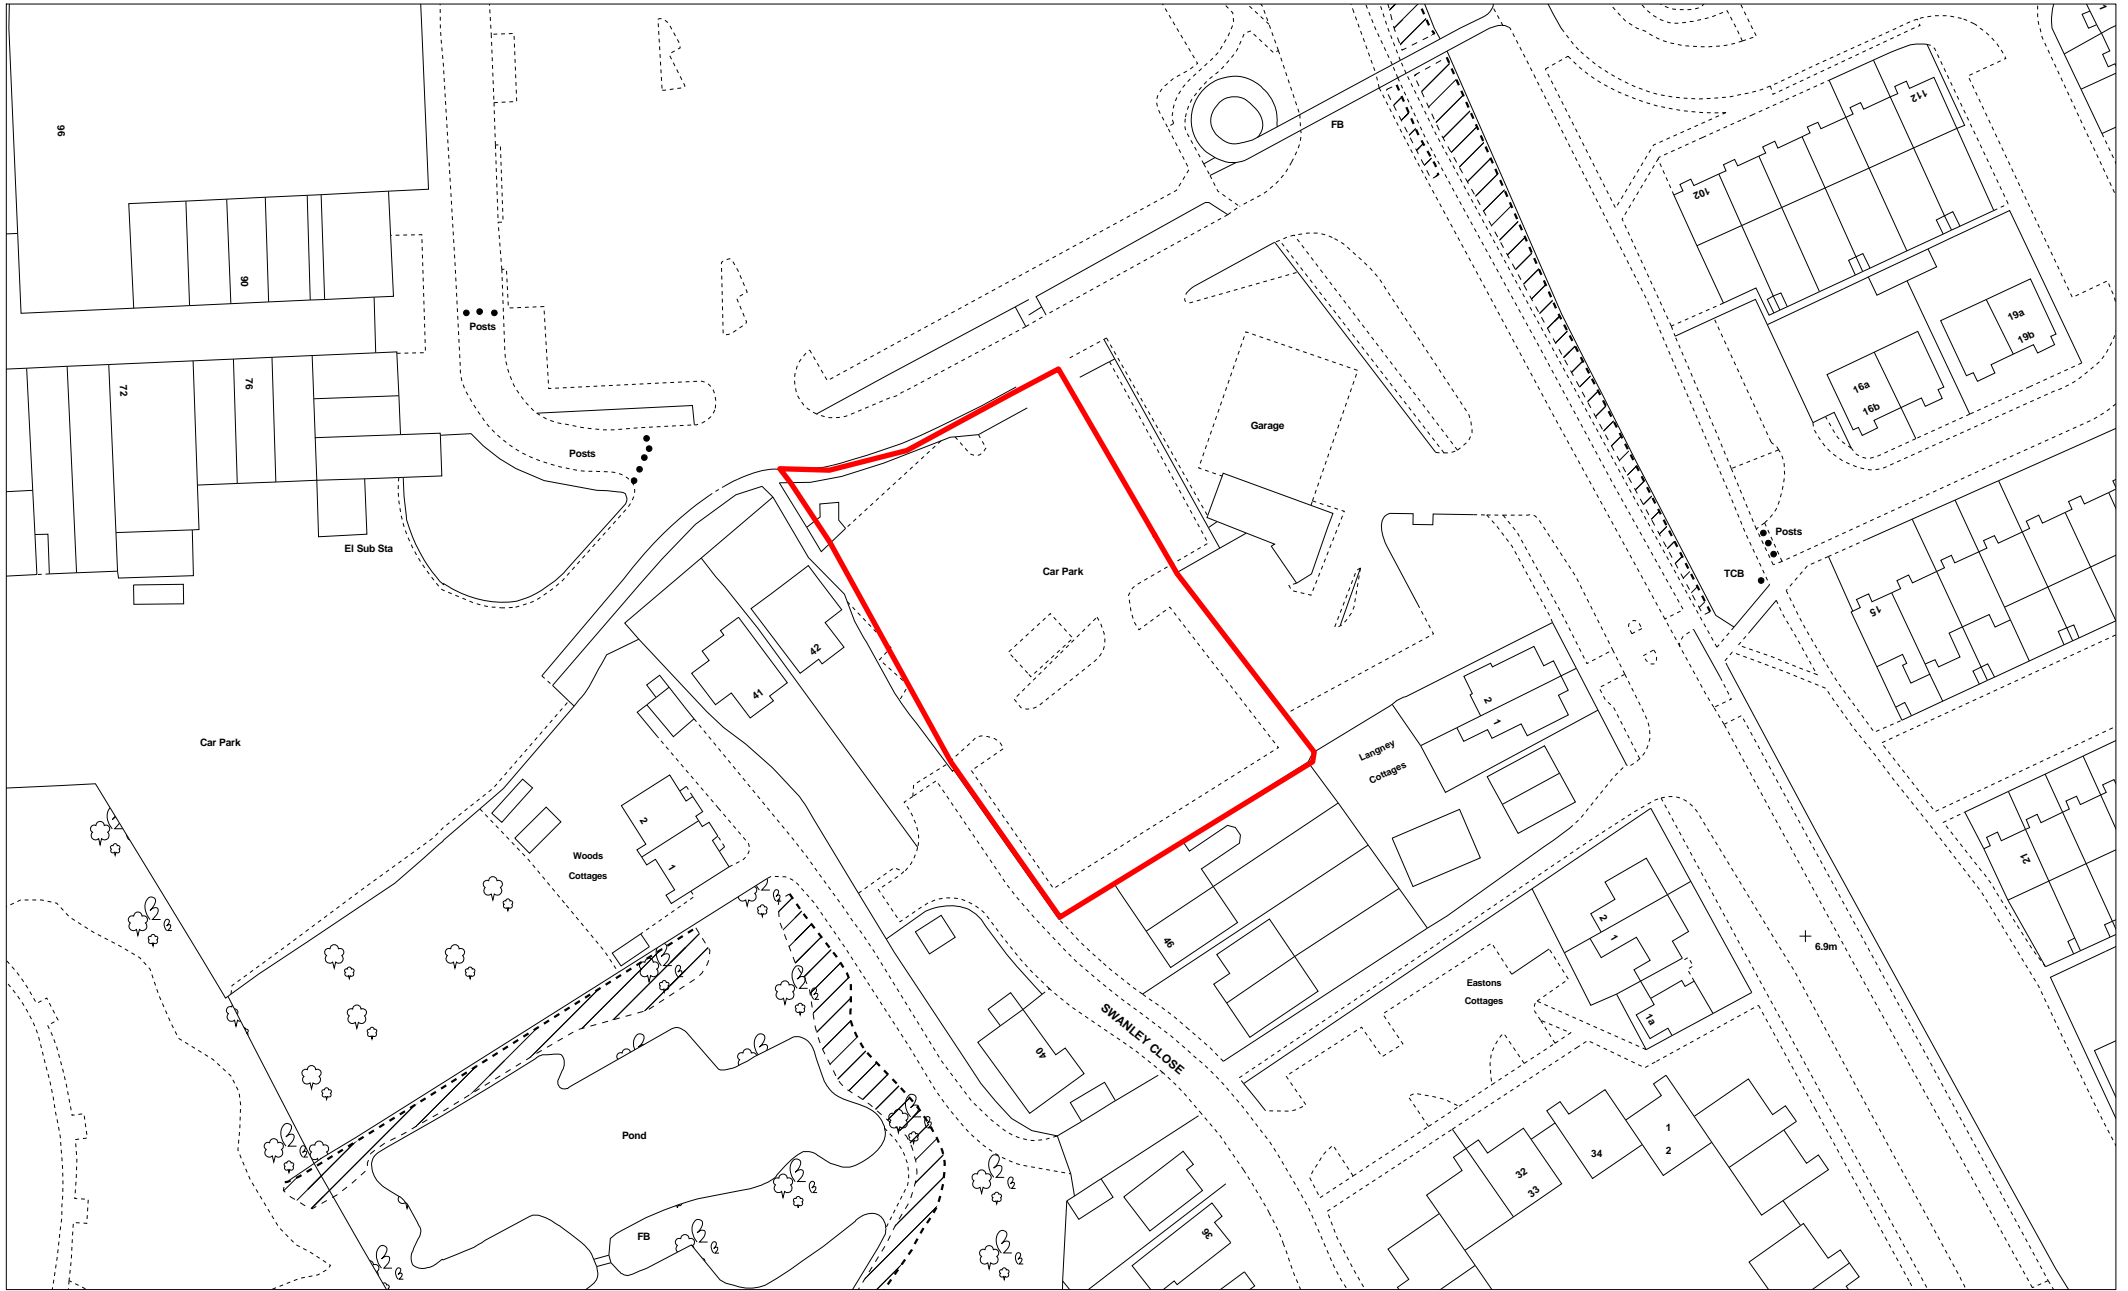 96
90
Posts
72
76
Posts
El Sub Sta
Car Park
FB
Garage
Car Park
112
102
19a
19b
16a
16b
Posts
TCB
15
21
42
41
Woods
Cottages
2
1
Langney
Cottages
2
1
46
6.9m
Eastons
Cottages
2
1
1a
SWANLEY CLOSE
40
Pond
FB
36
32
33
34
1
2
1